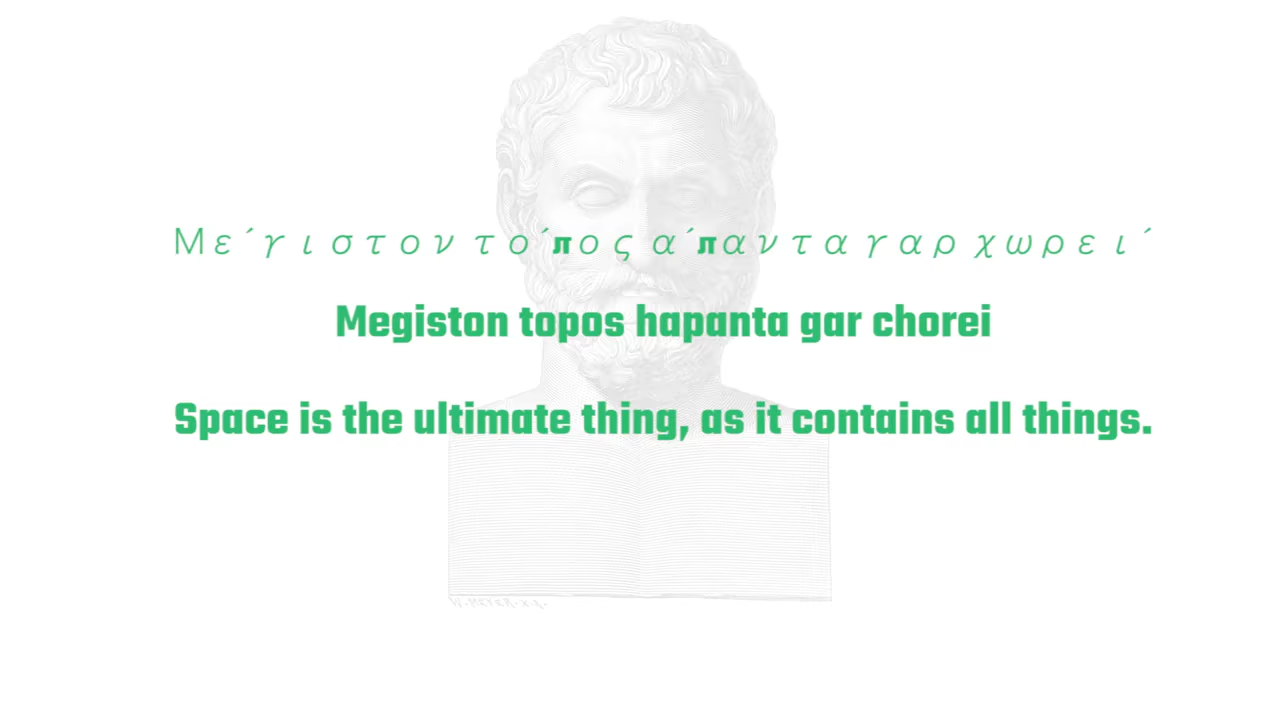 Με´γιστον το´πος α´παντα γαρ χωρει´
Megiston topos hapanta gar chorei
Space is the ultimate thing, as it contains all things.
W. MEYER. X.A.